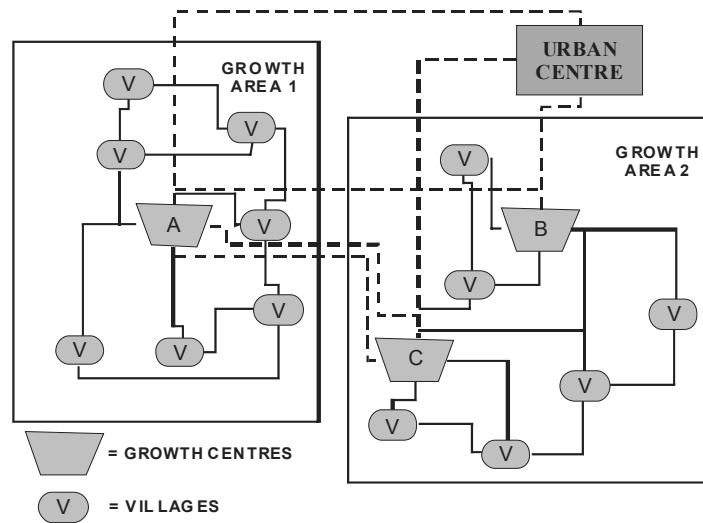 URBAN
CENTRE
GROWTH
AREA 1
V
V
V
GROWTH
AREA 2
V
A
V
B
V
V
V
V
V
C
V
V
V
= GROWTH CENTRES
V
= VILLAGES